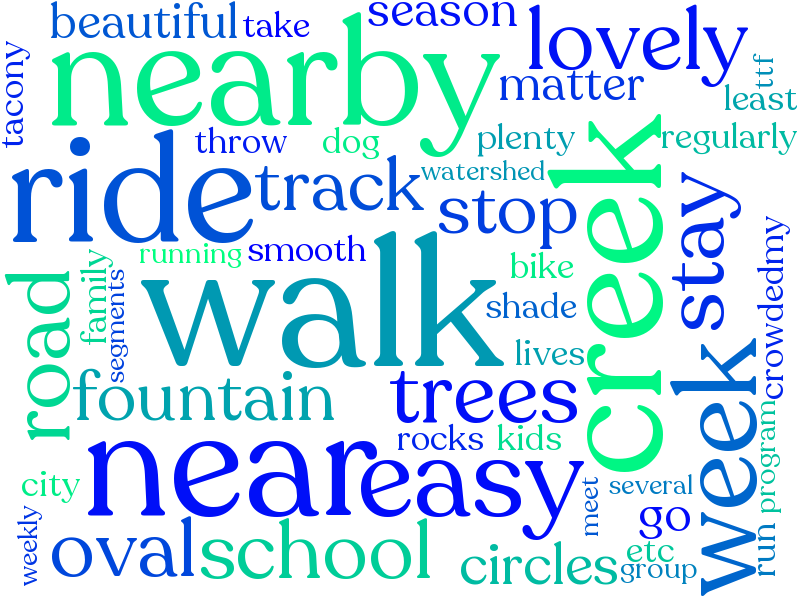 beautiful
take
season
lovely
nearby
matter
ttf
least
tacony
throw
dog
plenty
regularly
ride
track
watershed
creek
stop
stay
running
smooth
bike
crowdedmy
family
segments
walk
shade
road
lives
fountain
trees
week
rocks
kids
program
near
easy
city
meet
several
go
weekly
oval
school
circles
etc
group
run